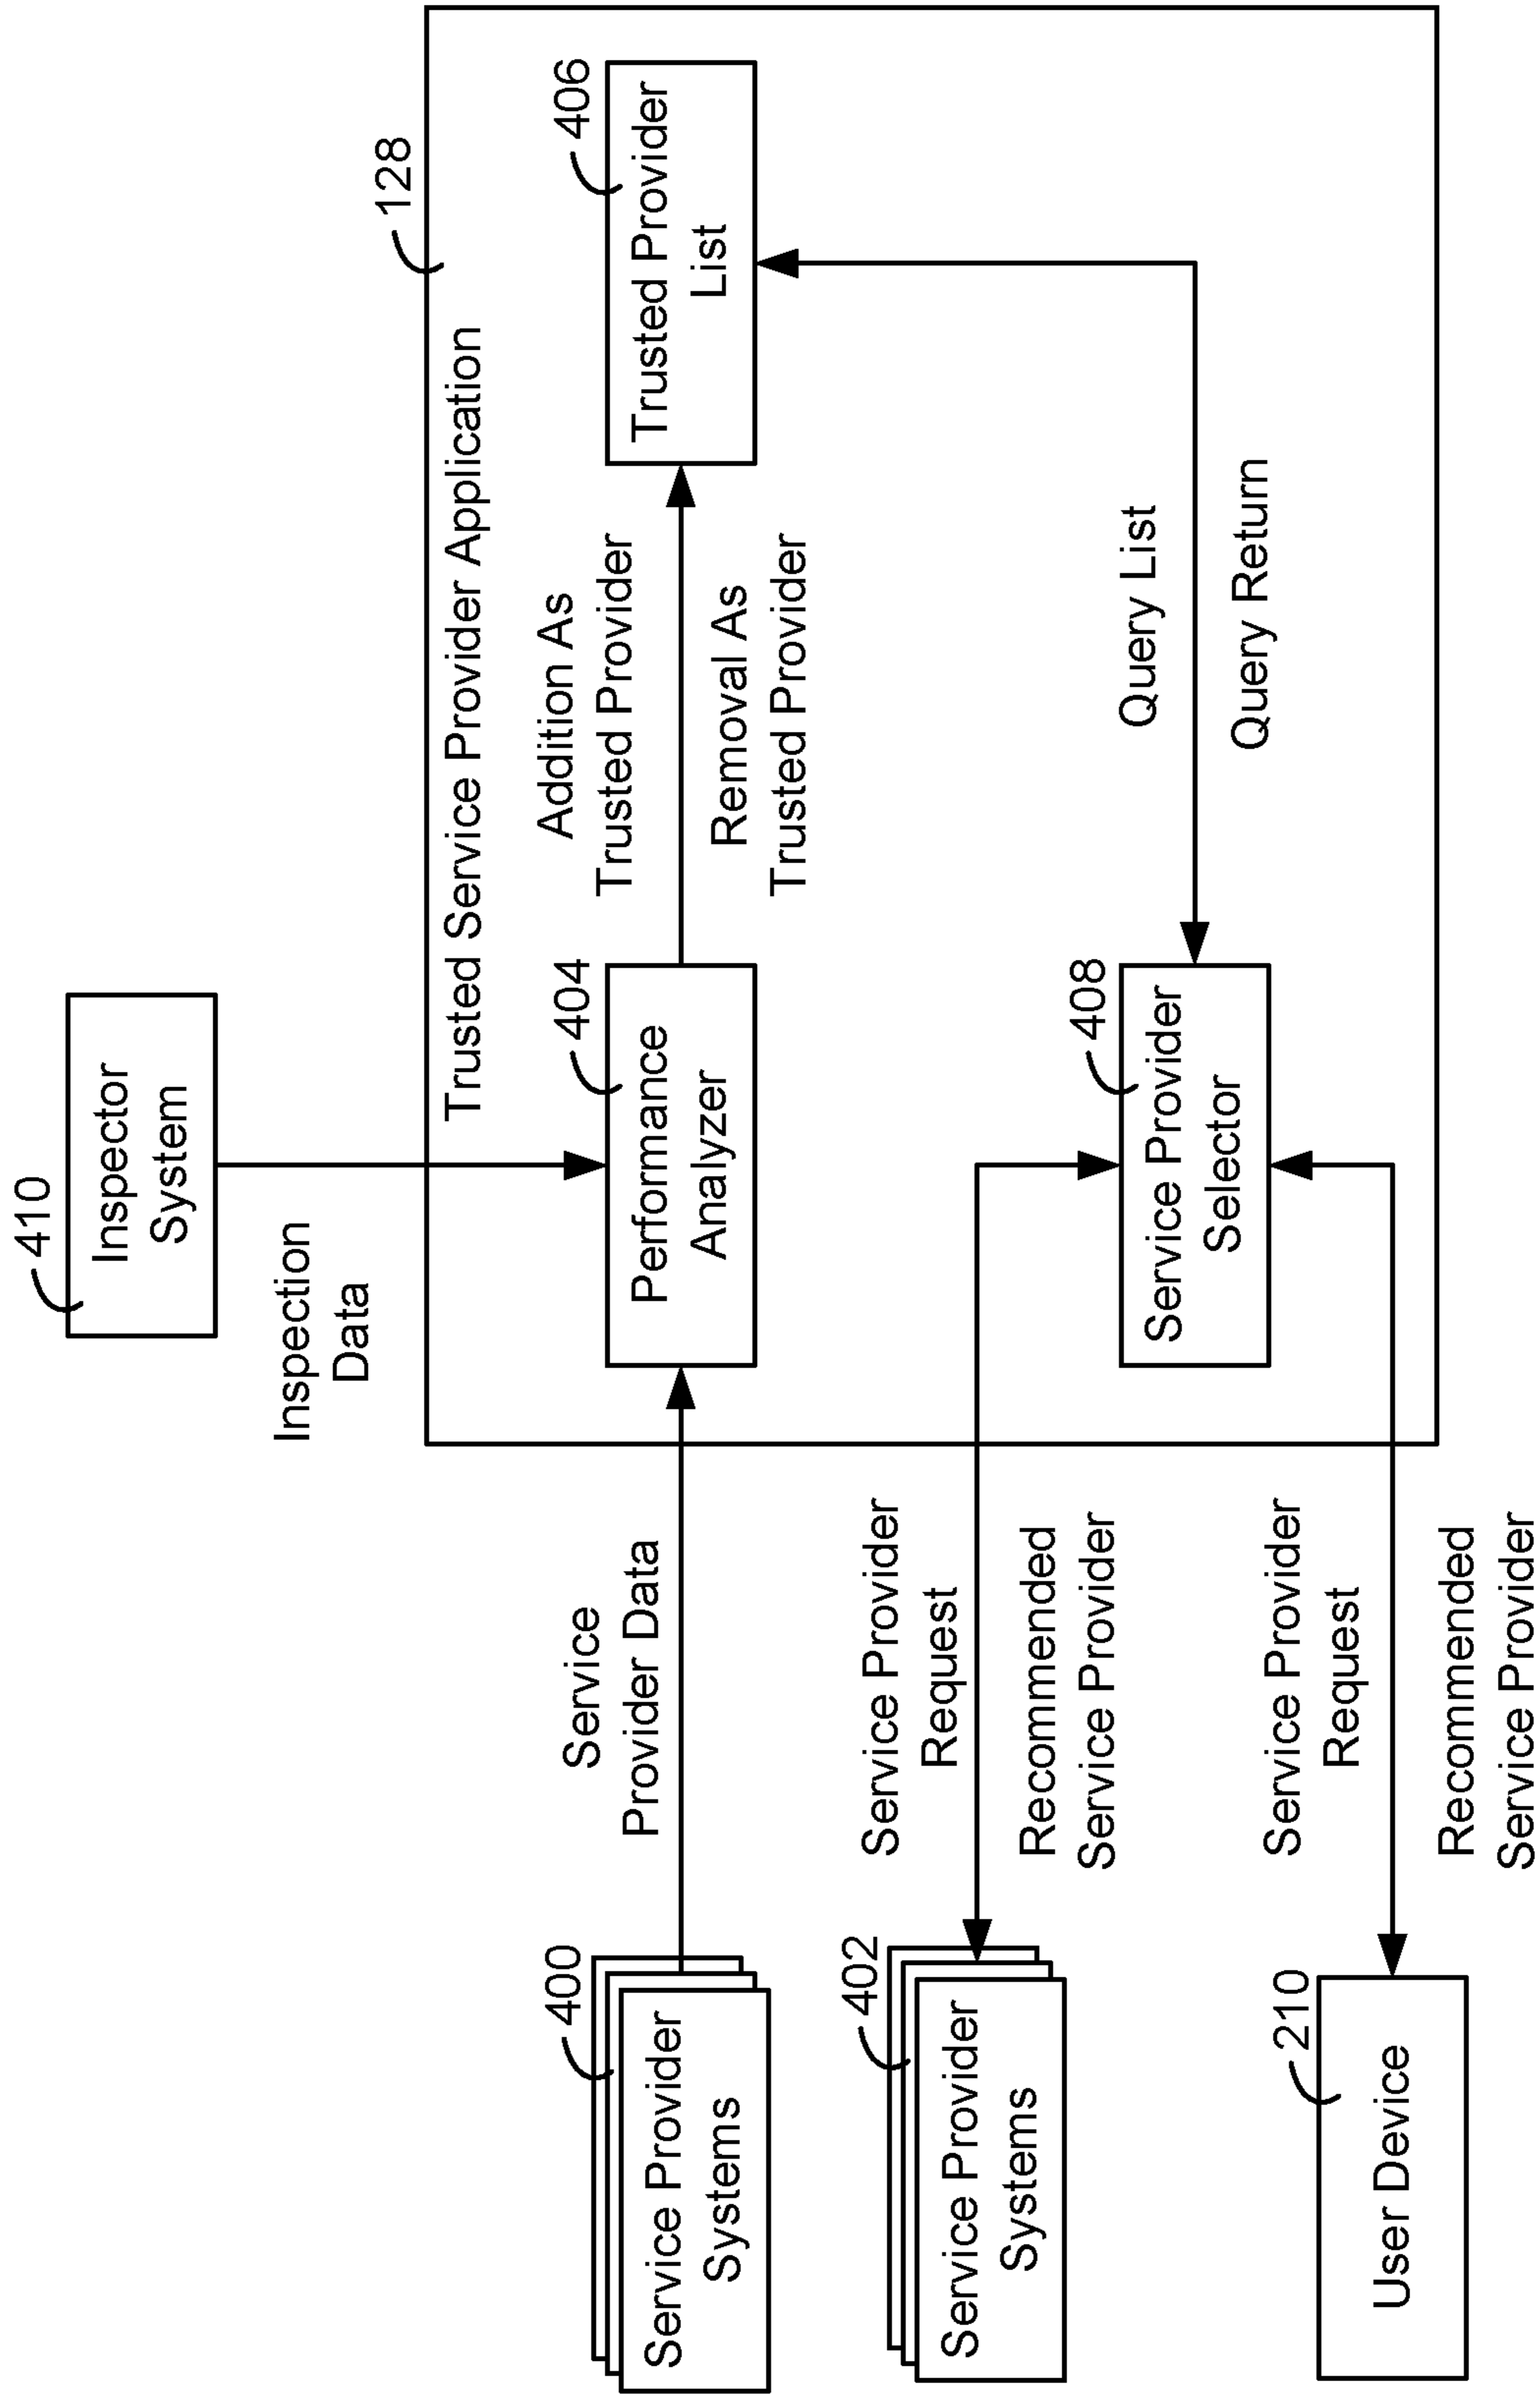 410
Inspector
System
Inspection
Data
128
Trusted Service Provider Application
400
Service Provider
Systems
Service
Provider Data
404
Performance
Analyzer
Addition As
Trusted Provider
Removal As
Trusted Provider
406
Trusted Provider
List
402
Service Provider
Systems
Service Provider
Request
Recommended
Service Provider
408
Service Provider
Selector
Query List
Query Return
210
User Device
Service Provider
Request
Recommended
Service Provider